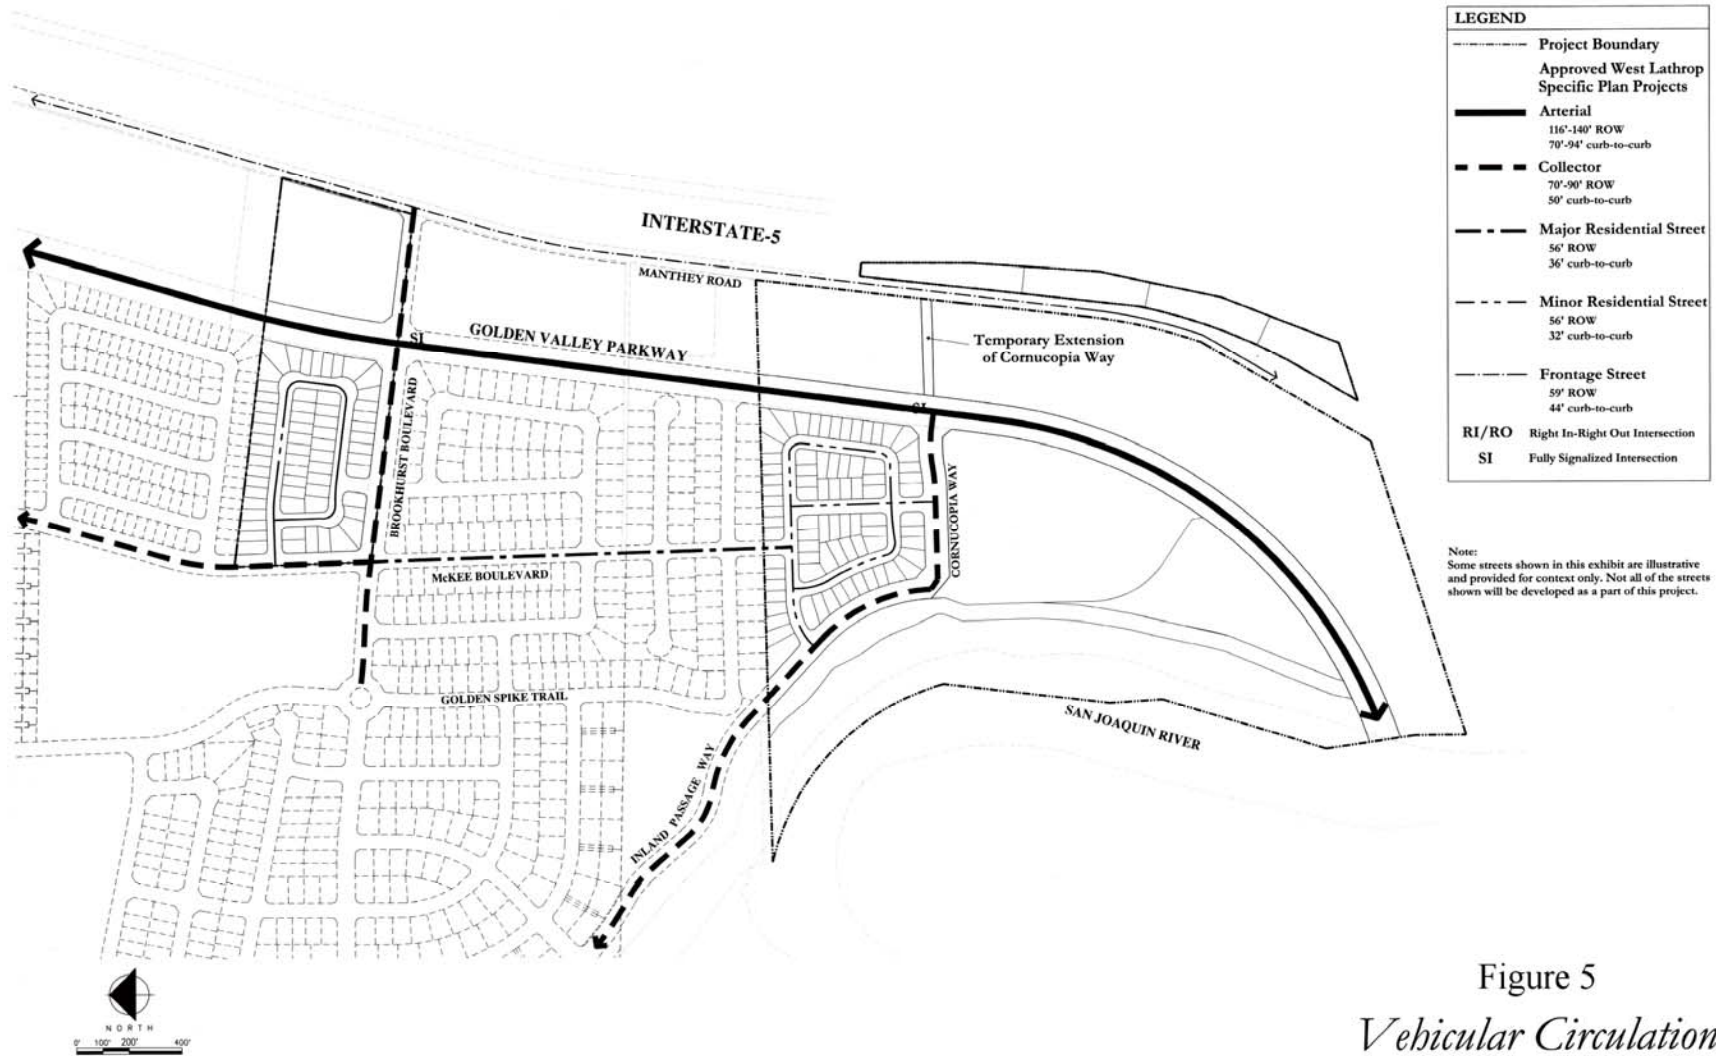 LEGEND
Project Boundary
Approved West Lathrop
Specific Plan Projects
Arterial
116'-140' ROW
70'-94' curb-to-curb
Collector
70'-90' ROW
50' curb-to-curb
Major Residential Street
56' ROW
36' curb-to-curb
Minor Residential Street
56' ROW
32' curb-to-curb
Frontage Street
59' ROW
44' curb-to-curb
RI/RO Right In-Right Out Intersection
SI Fully Signalized Intersection
Note:
Some streets shown in this exhibit are illustrative
and provided for context only. Not all of the streets
shown will be developed as a part of this project.
INTERSTATE-5
MANTHEY ROAD
GOLDEN VALLEY PARKWAY
SI
Temporary Extension
of Cornucopia Way
SI
BROOKHURST BOULEVARD
CORNUCOPIA WAY
McKEE BOULEVARD
GOLDEN SPIKE TRAIL
SAN JOAQUIN RIVER
INLAND PASSAGE WAY
NORTH
0' 100' 200' 400'
Figure 5
Vehicular Circulation